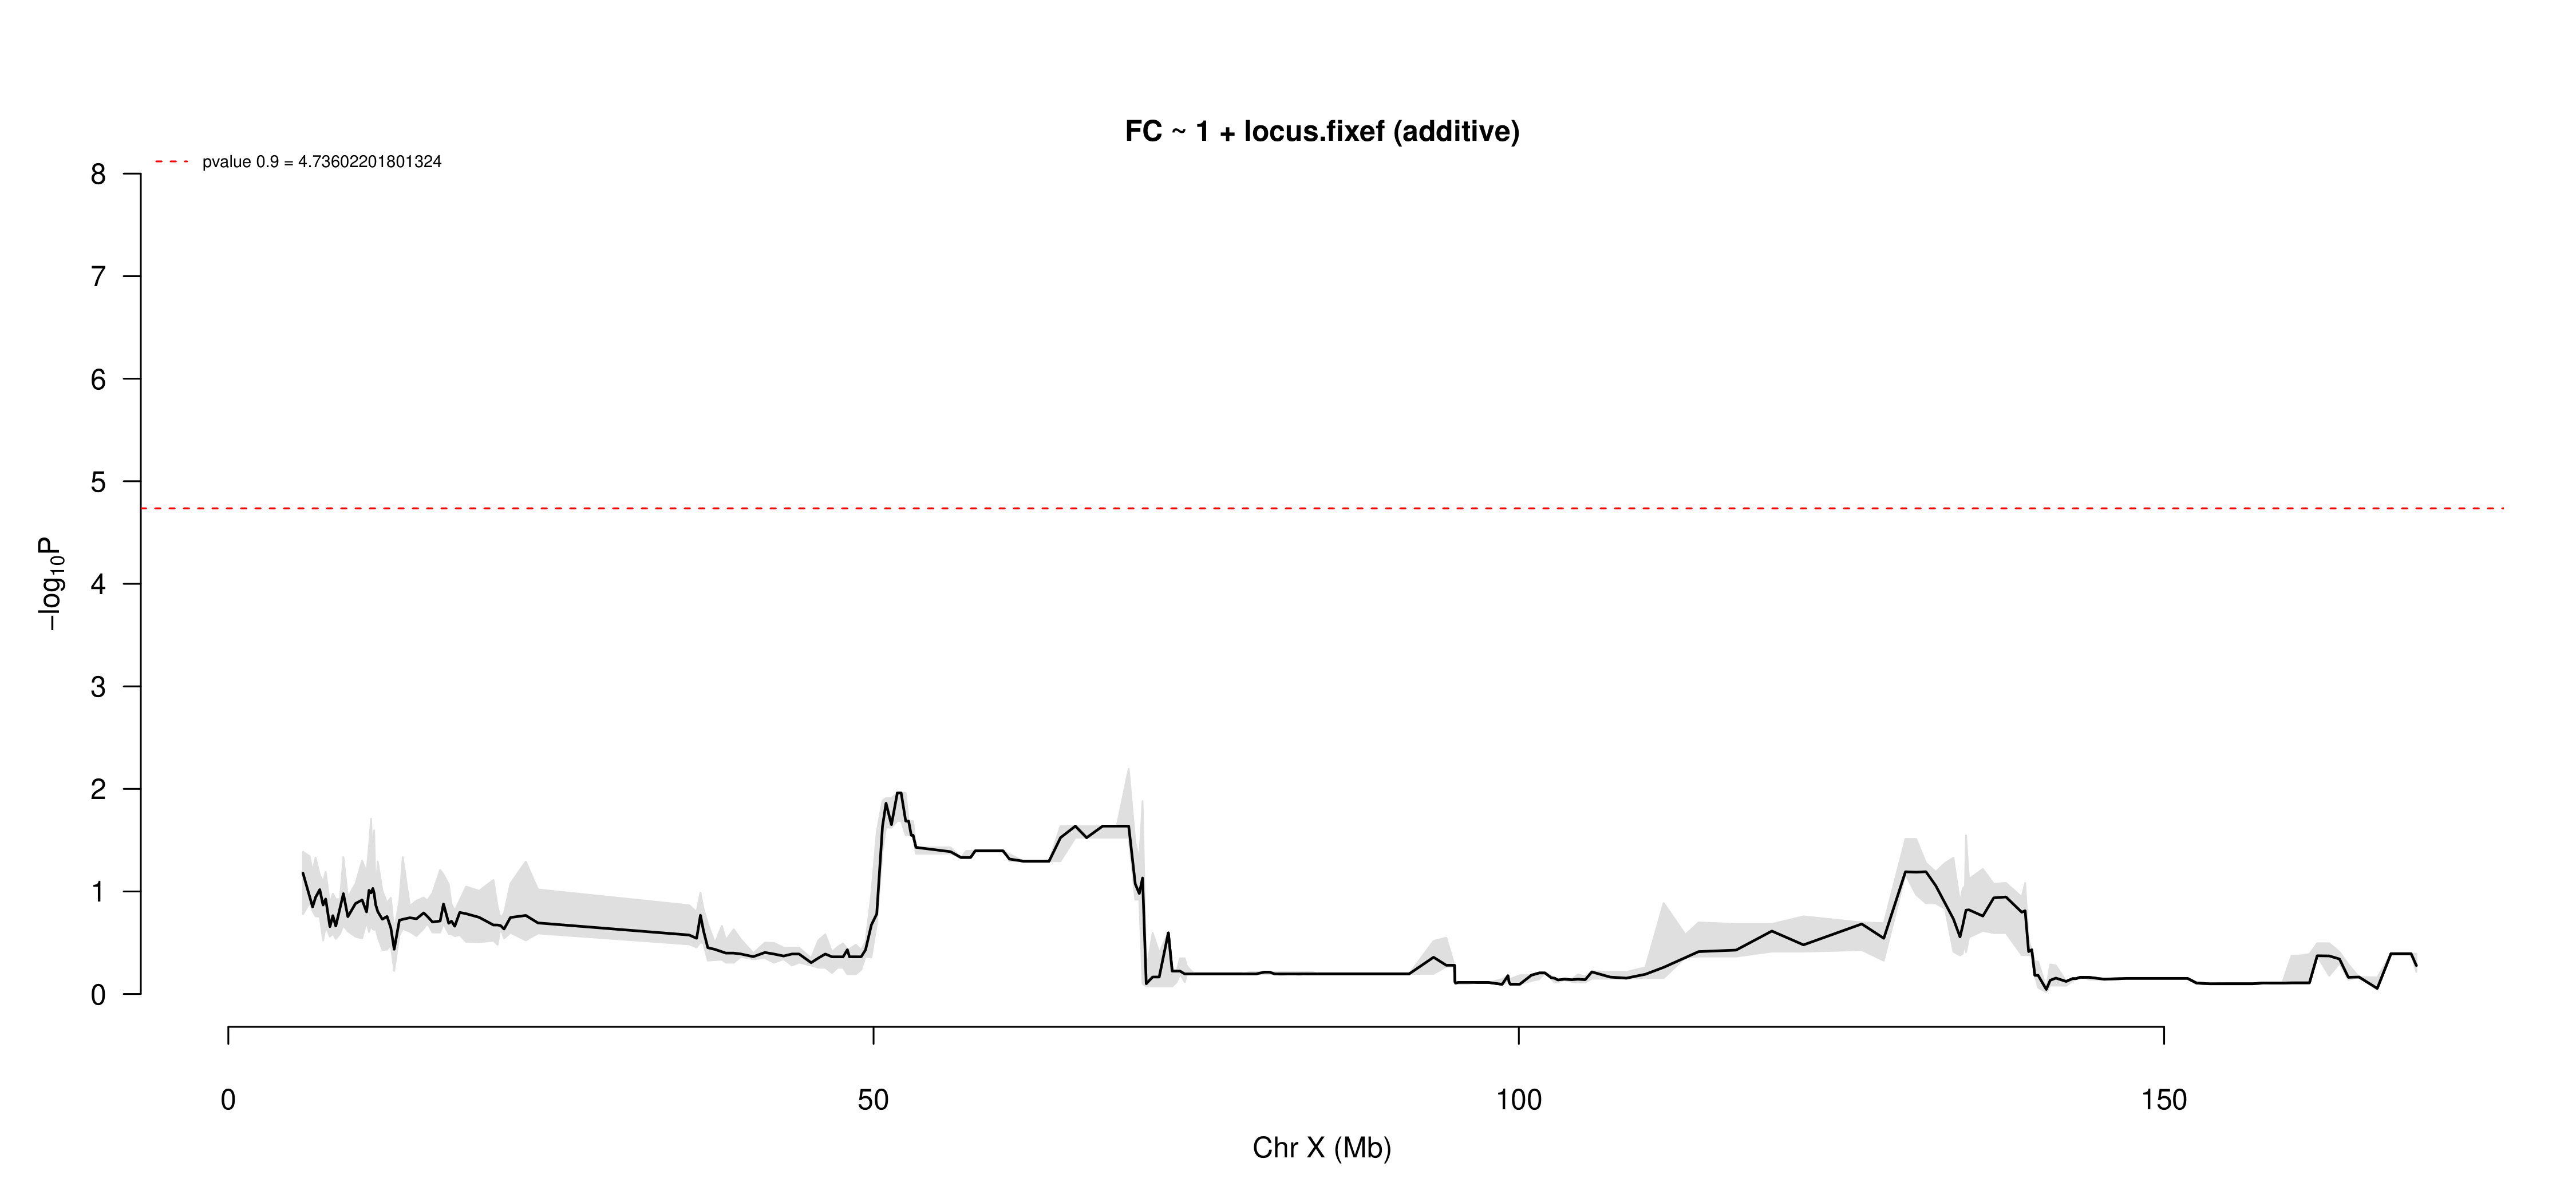 FC ~ 1 + locus.fixef (additive)
pvalue 0.9 = 4.73602201801324
8
7
6
5
4
3
2
1
0
−log10P
0 50 100 150
Chr X (Mb)